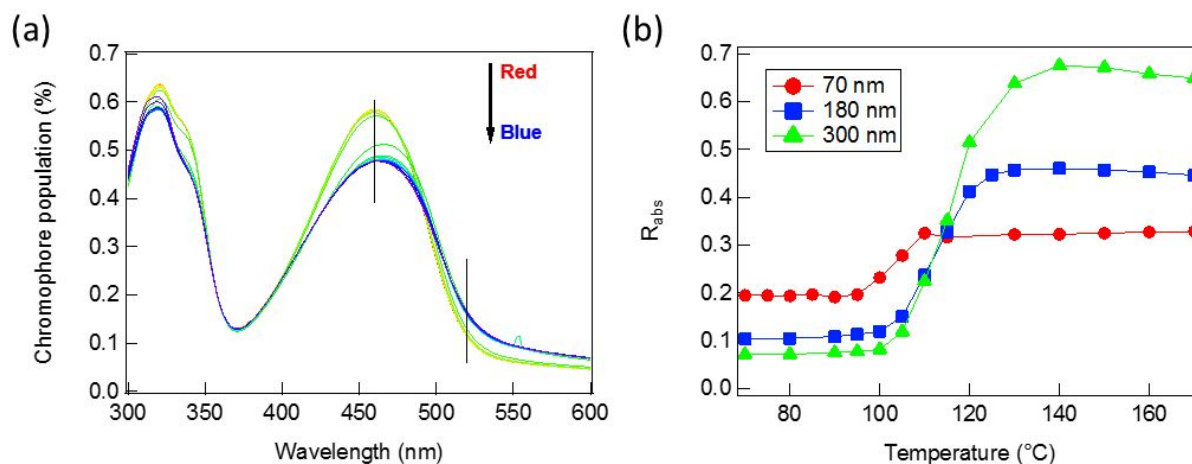 (a)
0.7
0.6
0.5
0.4
0.3
0.2
0.1
0.0
Chromophore population (%)
Red
Blue
300
350
400
450
500
550
600
Wavelength (nm)
(b)
0.7
0.6
0.5
0.4
0.3
0.2
0.1
0.0
R_abs
70 nm
180 nm
300 nm
80
100
120
140
160
Temperature (°C)